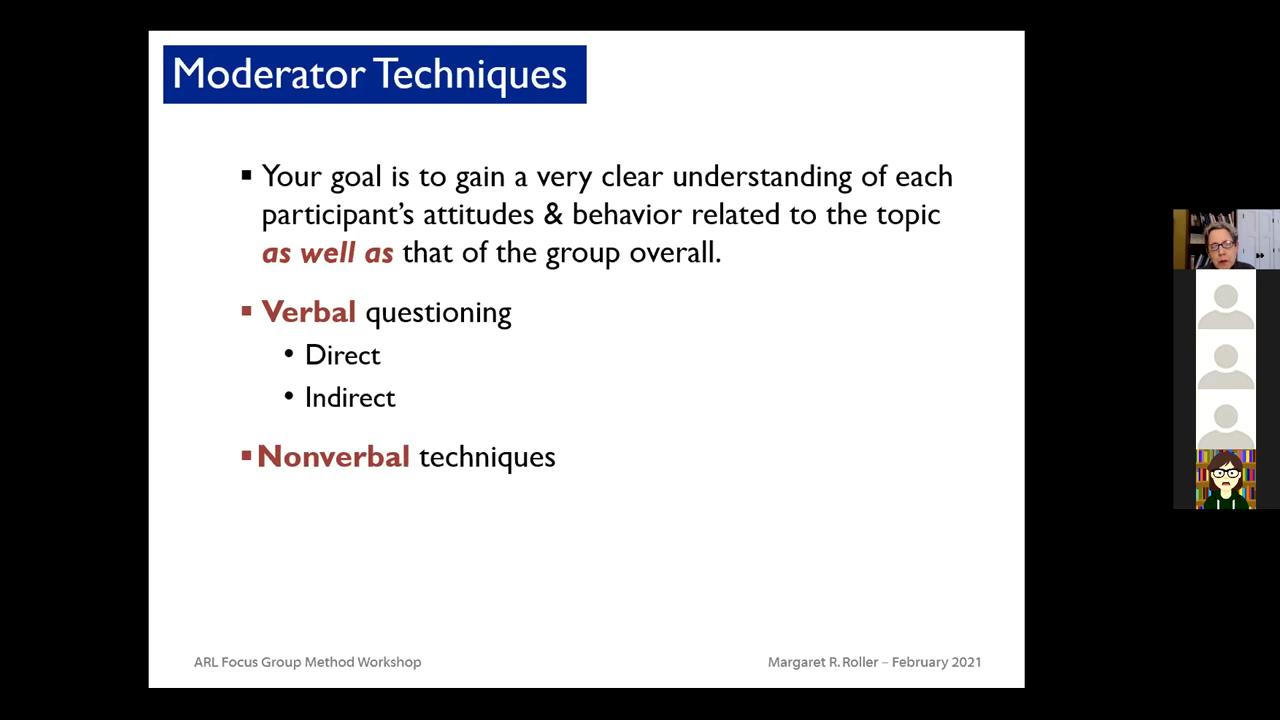 Moderator Techniques
▪ Your goal is to gain a very clear understanding of each
participant's attitudes & behavior related to the topic
as well as that of the group overall.
▪ Verbal questioning
• Direct
• Indirect
▪ Nonverbal techniques
ARL Focus Group Method Workshop
Margaret R. Roller – February 2021